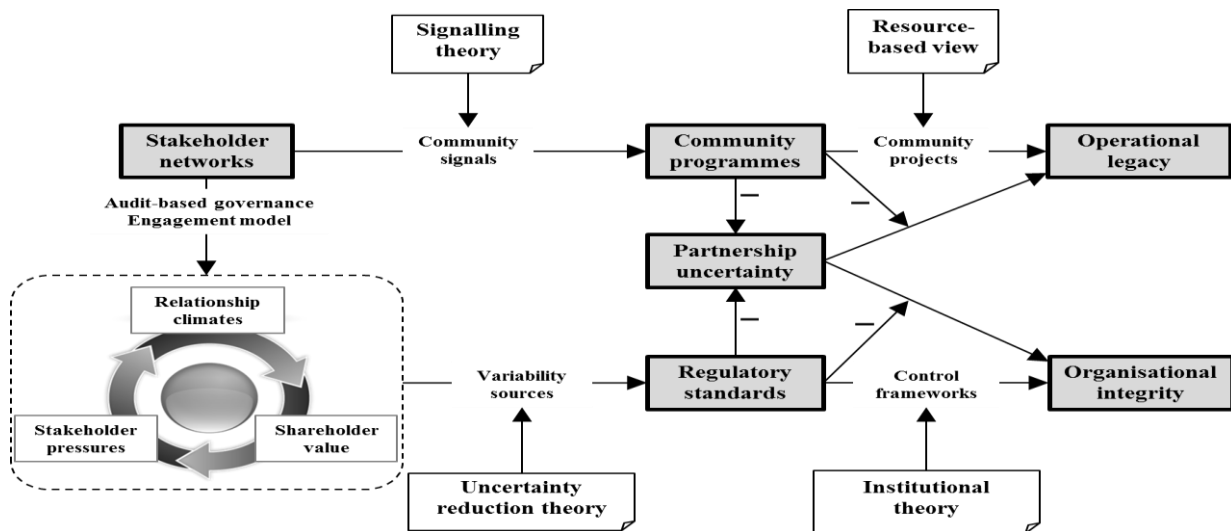 Signalling
theory
Resource-
based view
Stakeholder
networks
Community
signals
Community
programmes
Community
projects
Operational
legacy
Audit-based governance
Engagement model
–
–
Partnership
uncertainty
Relationship
climates
–
–
Stakeholder
pressures
Shareholder
value
Variability
sources
Regulatory
standards
Control
frameworks
Organisational
integrity
Uncertainty
reduction theory
Institutional
theory